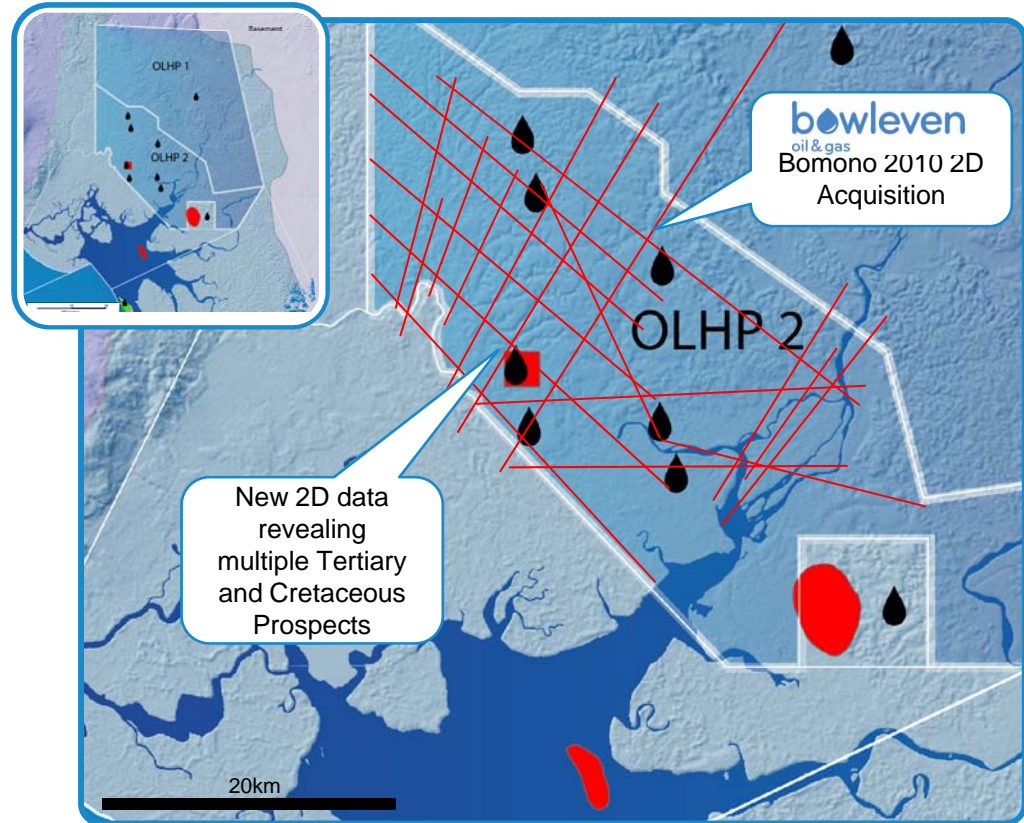 Basement
OLHP 1
OLHP 2
bowleven
oil & gas
Bomono 2010 2D
Acquisition
OLHP 2
New 2D data
revealing
multiple Tertiary
and Cretaceous
Prospects
20km